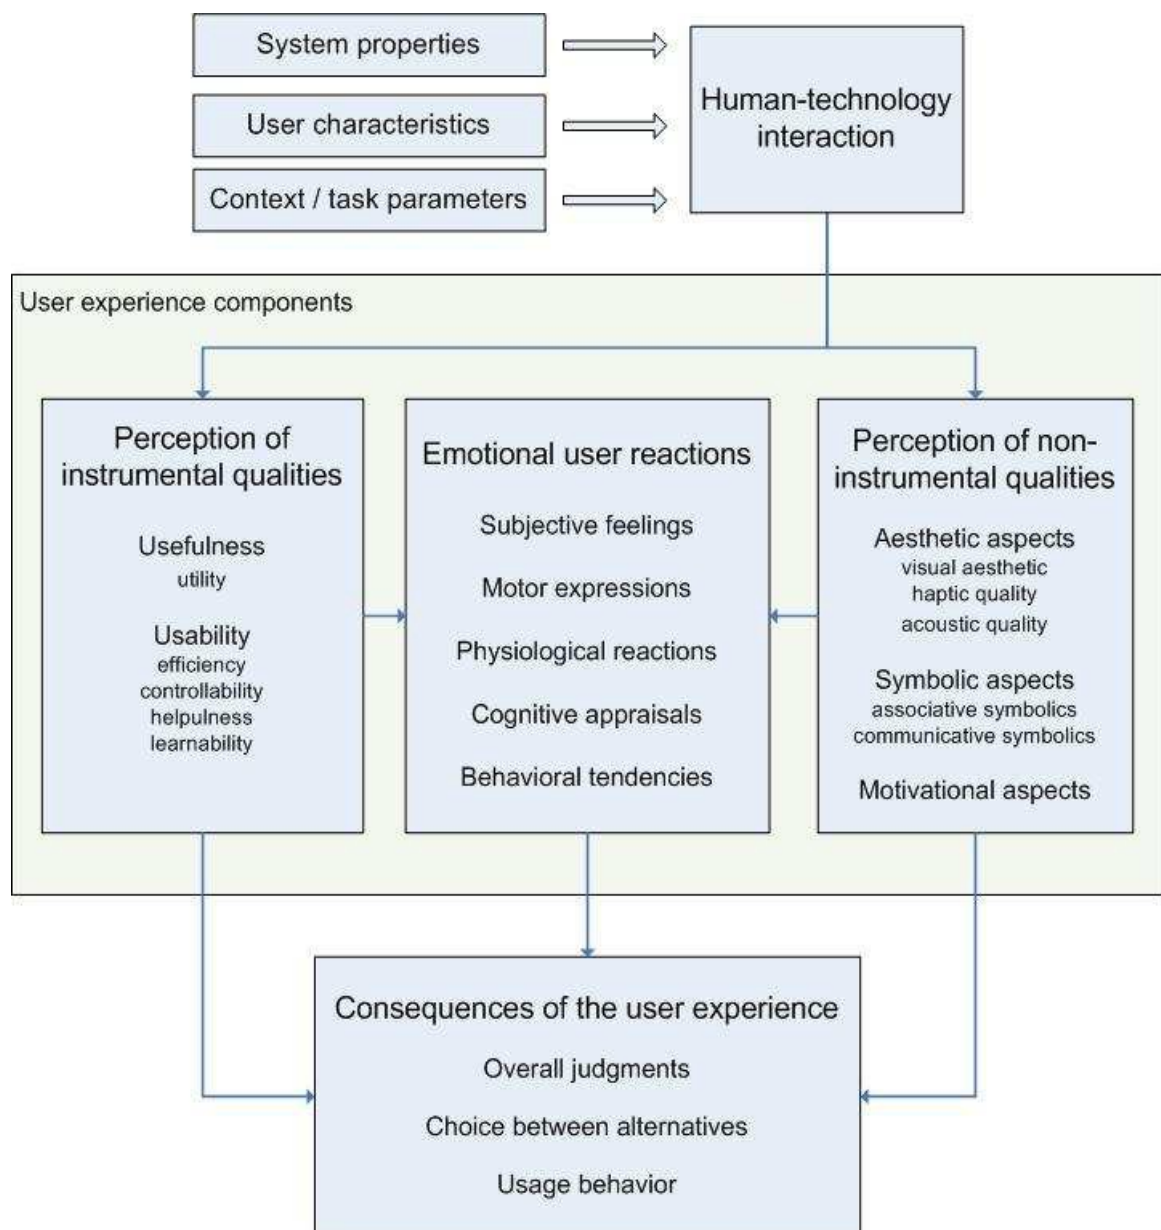 System properties
User characteristics
Context / task parameters
Human-technology
interaction
User experience components
Perception of
instrumental qualities
Usefulness
utility
Usability
efficiency
controllability
helpulness
learnability
Emotional user reactions
Subjective feelings
Motor expressions
Physiological reactions
Cognitive appraisals
Behavioral tendencies
Perception of non-
instrumental qualities
Aesthetic aspects
visual aesthetic
haptic quality
acoustic quality
Symbolic aspects
associative symbolics
communicative symbolics
Motivational aspects
Consequences of the user experience
Overall judgments
Choice between alternatives
Usage behavior